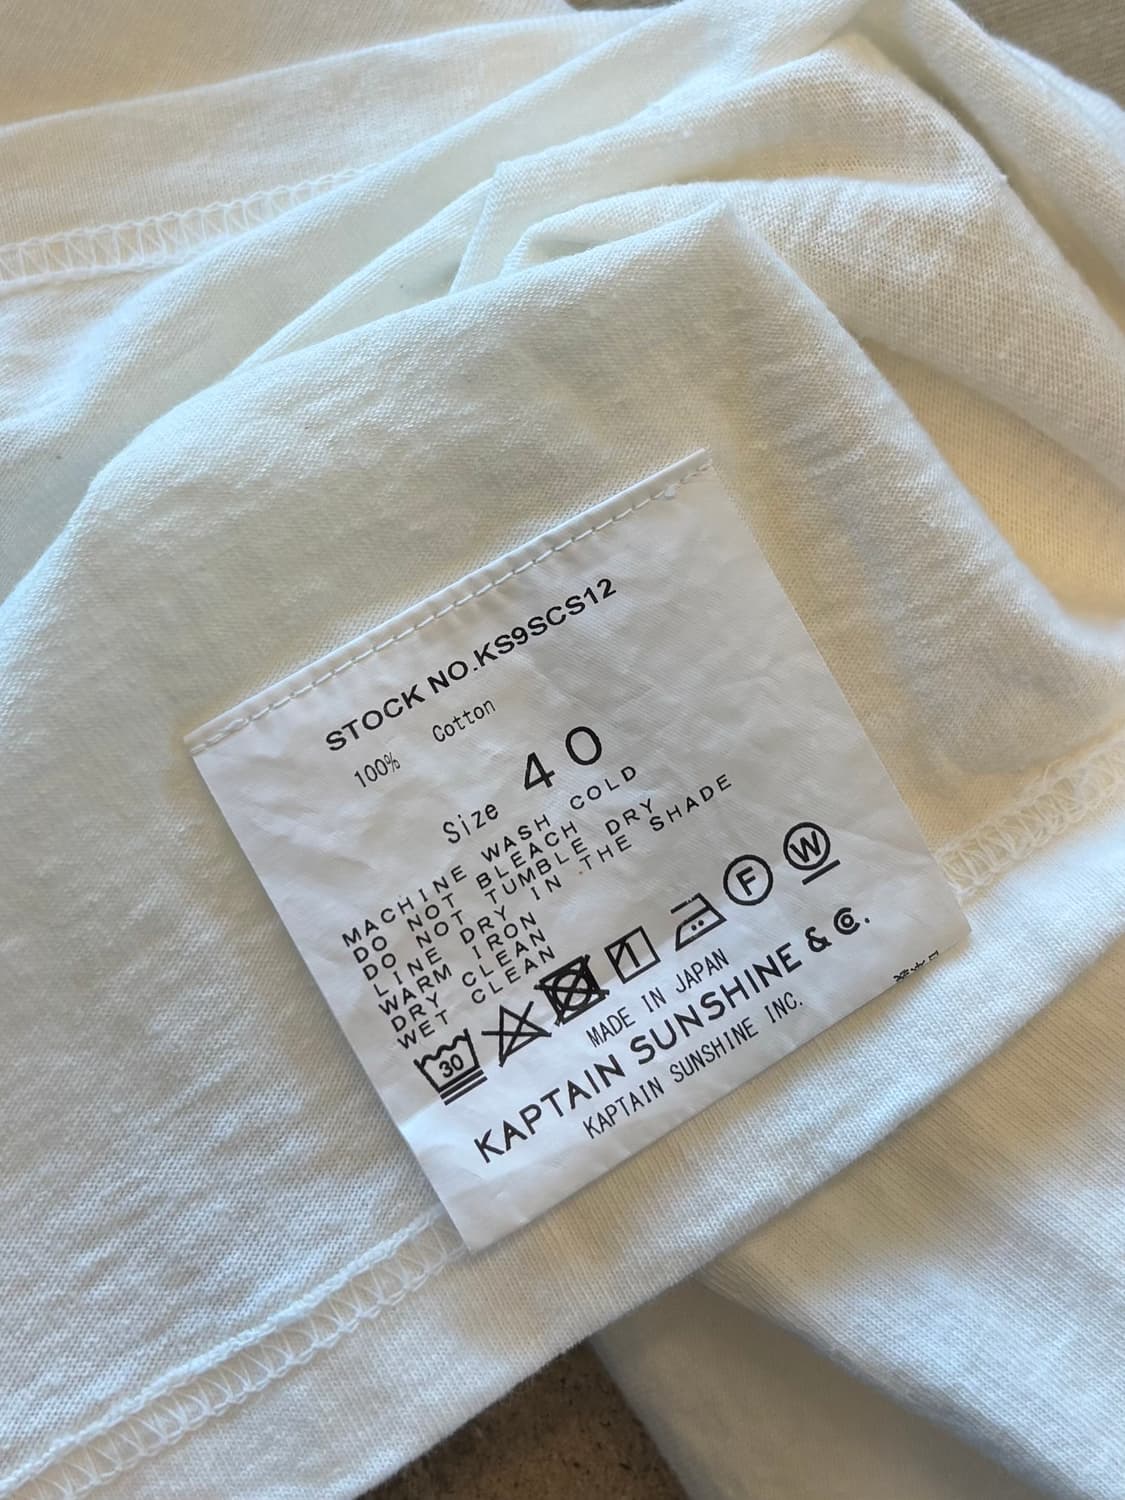 STOCK NO.KS9SCS12
100% Cotton
Size 40
MACHINE WASH COLD
DO NOT BLEACH
DO NOT TUMBLE DRY
LINE DRY IN THE SHADE
WARM IRON
DRY CLEAN
WET CLEAN
30
F
W
MADE IN JAPAN
KAPTAIN SUNSHINE & Co.
KAPTAIN SUNSHINE INC.